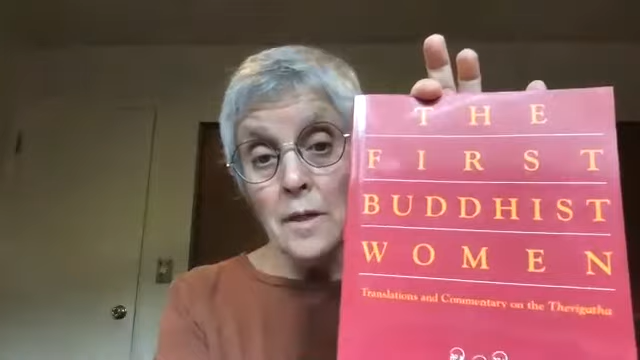 THE
FIRST
BUDDHIST
WOMEN
Translations and Commentary on the Therigatha